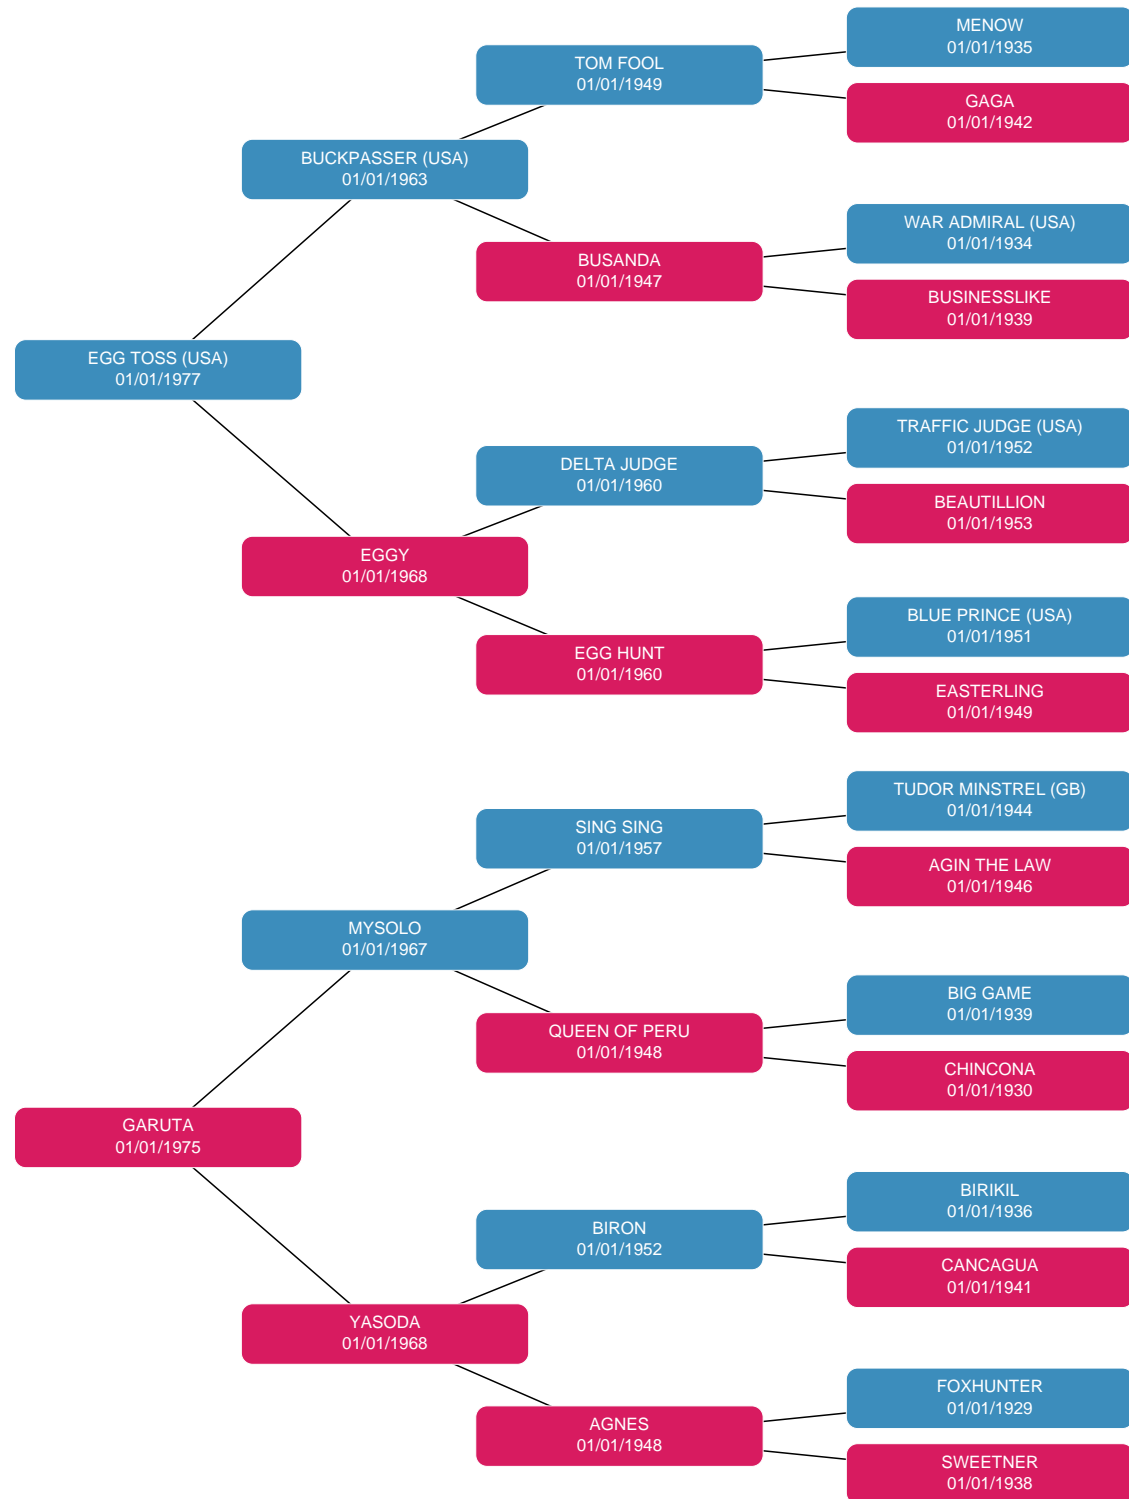 MENOW
01/01/1935
TOM FOOL
01/01/1949
GAGA
01/01/1942
BUCKPASSER (USA)
01/01/1963
WAR ADMIRAL (USA)
01/01/1934
BUSANDA
01/01/1947
BUSINESSLIKE
01/01/1939
EGG TOSS (USA)
01/01/1977
TRAFFIC JUDGE (USA)
01/01/1952
DELTA JUDGE
01/01/1960
BEAUTILLION
01/01/1953
EGGY
01/01/1968
BLUE PRINCE (USA)
01/01/1951
EGG HUNT
01/01/1960
EASTERLING
01/01/1949
TUDOR MINSTREL (GB)
01/01/1944
SING SING
01/01/1957
AGIN THE LAW
01/01/1946
MYSOLO
01/01/1967
BIG GAME
01/01/1939
QUEEN OF PERU
01/01/1948
CHINCONA
01/01/1930
GARUTA
01/01/1975
BIRIKIL
01/01/1936
BIRON
01/01/1952
CANCAGUA
01/01/1941
YASODA
01/01/1968
FOXHUNTER
01/01/1929
AGNES
01/01/1948
SWEETNER
01/01/1938